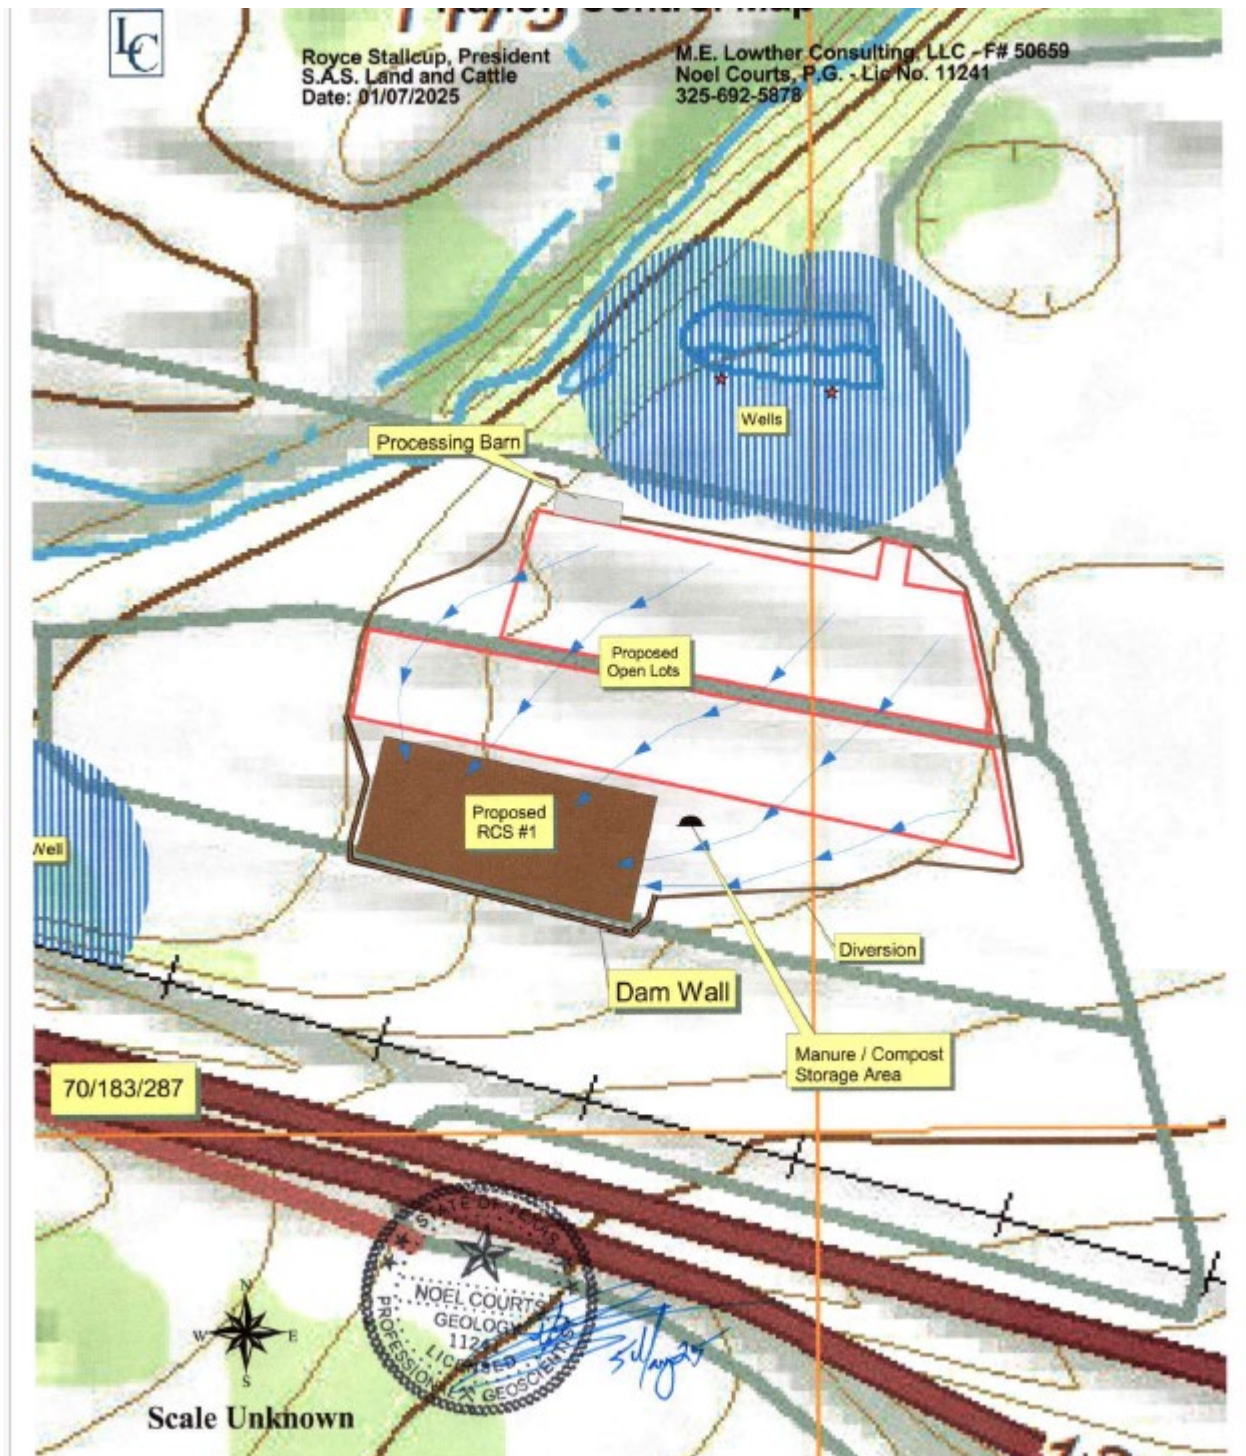 LC
Control Map
Royce Stallcup, President
S.A.S. Land and Cattle
Date: 01/07/2025
M.E. Lowther Consulting, LLC - F# 50659
Noel Courts, P.G. - Lic No. 11241
325-692-5878
Wells
Processing Barn
Proposed
Open Lots
Proposed
RCS #1
Well
Diversion
Dam Wall
Manure / Compost
Storage Area
70/183/287
STATE OF TEXAS
NOEL COURTS
GEOLOGY
LICENSED
PROFESSIONAL GEOSCIENTIST
N
W E
S
Scale Unknown